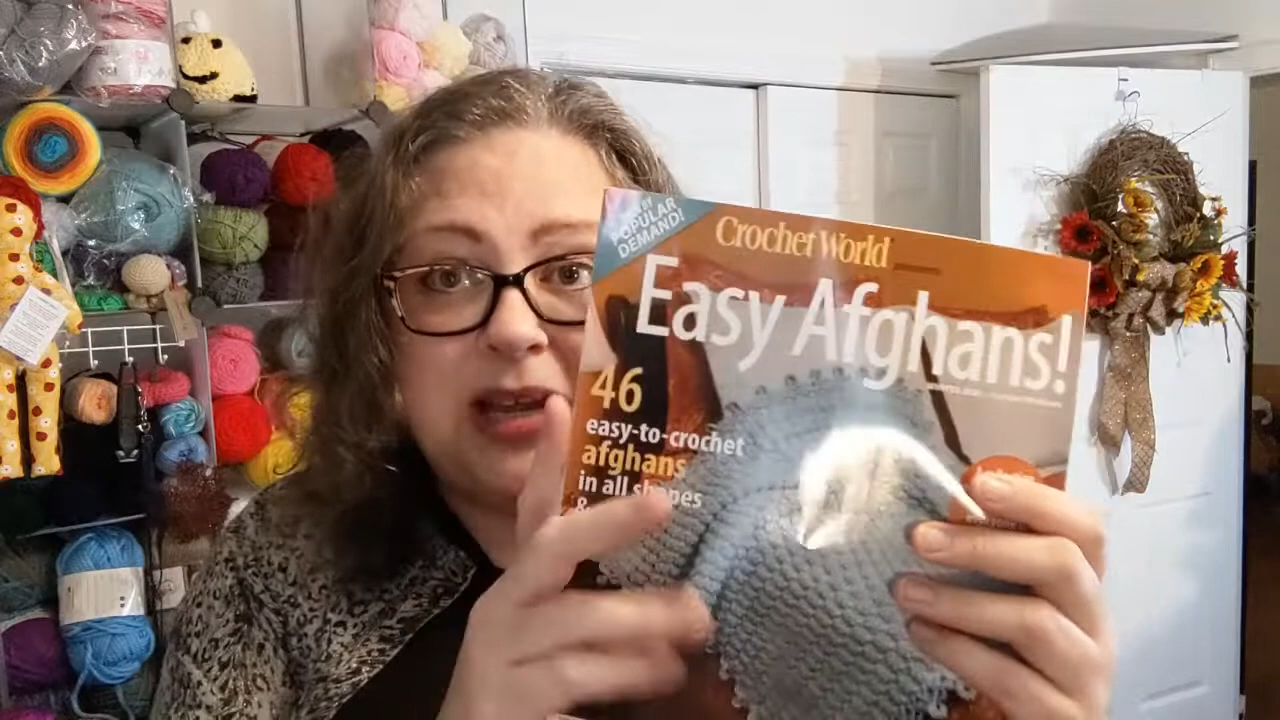 BY
POPULAR
DEMAND!
Crochet World
Easy Afghans!
46
easy-to-crochet
afghans
in all shapes
&